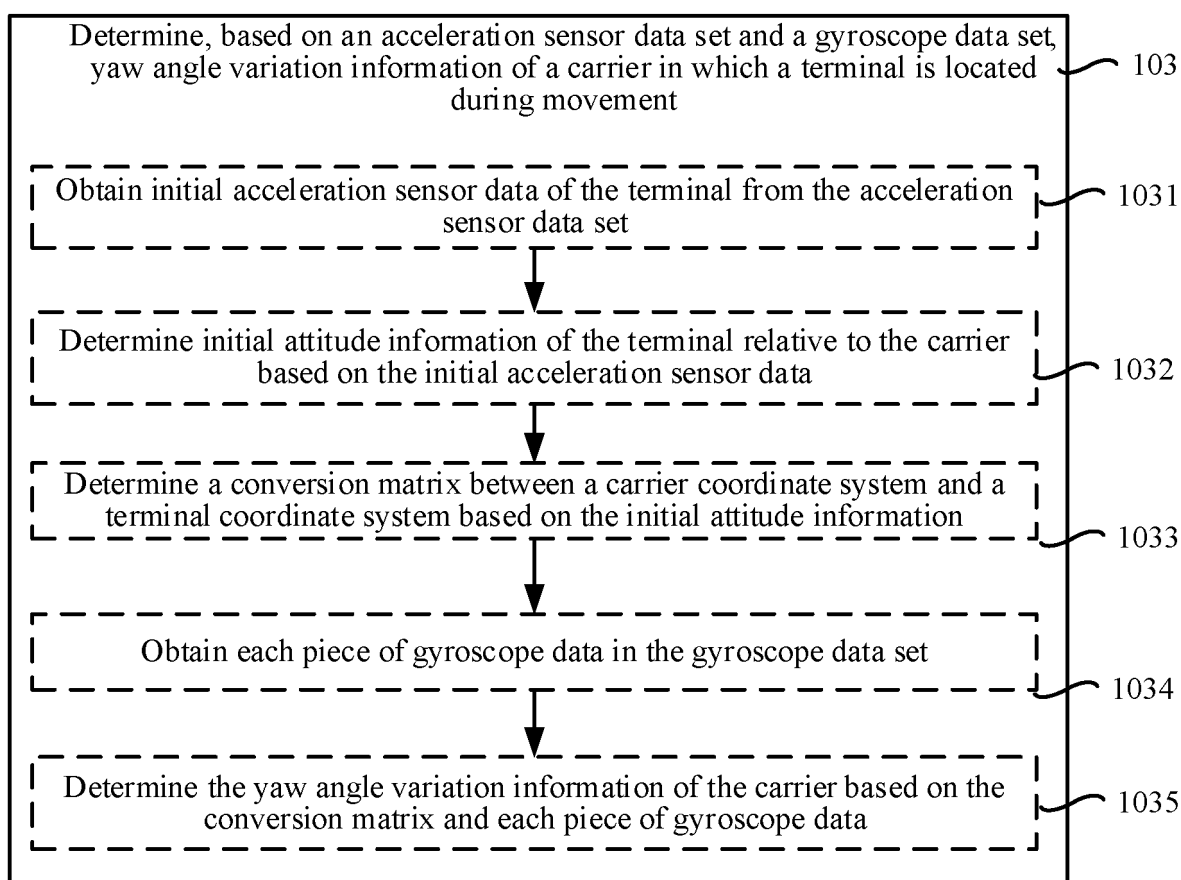 Determine, based on an acceleration sensor data set and a gyroscope data set,
yaw angle variation information of a carrier in which a terminal is located
during movement
103
Obtain initial acceleration sensor data of the terminal from the acceleration
sensor data set
1031
Determine initial attitude information of the terminal relative to the carrier
based on the initial acceleration sensor data
1032
Determine a conversion matrix between a carrier coordinate system and a
terminal coordinate system based on the initial attitude information
1033
Obtain each piece of gyroscope data in the gyroscope data set
1034
Determine the yaw angle variation information of the carrier based on the
conversion matrix and each piece of gyroscope data
1035